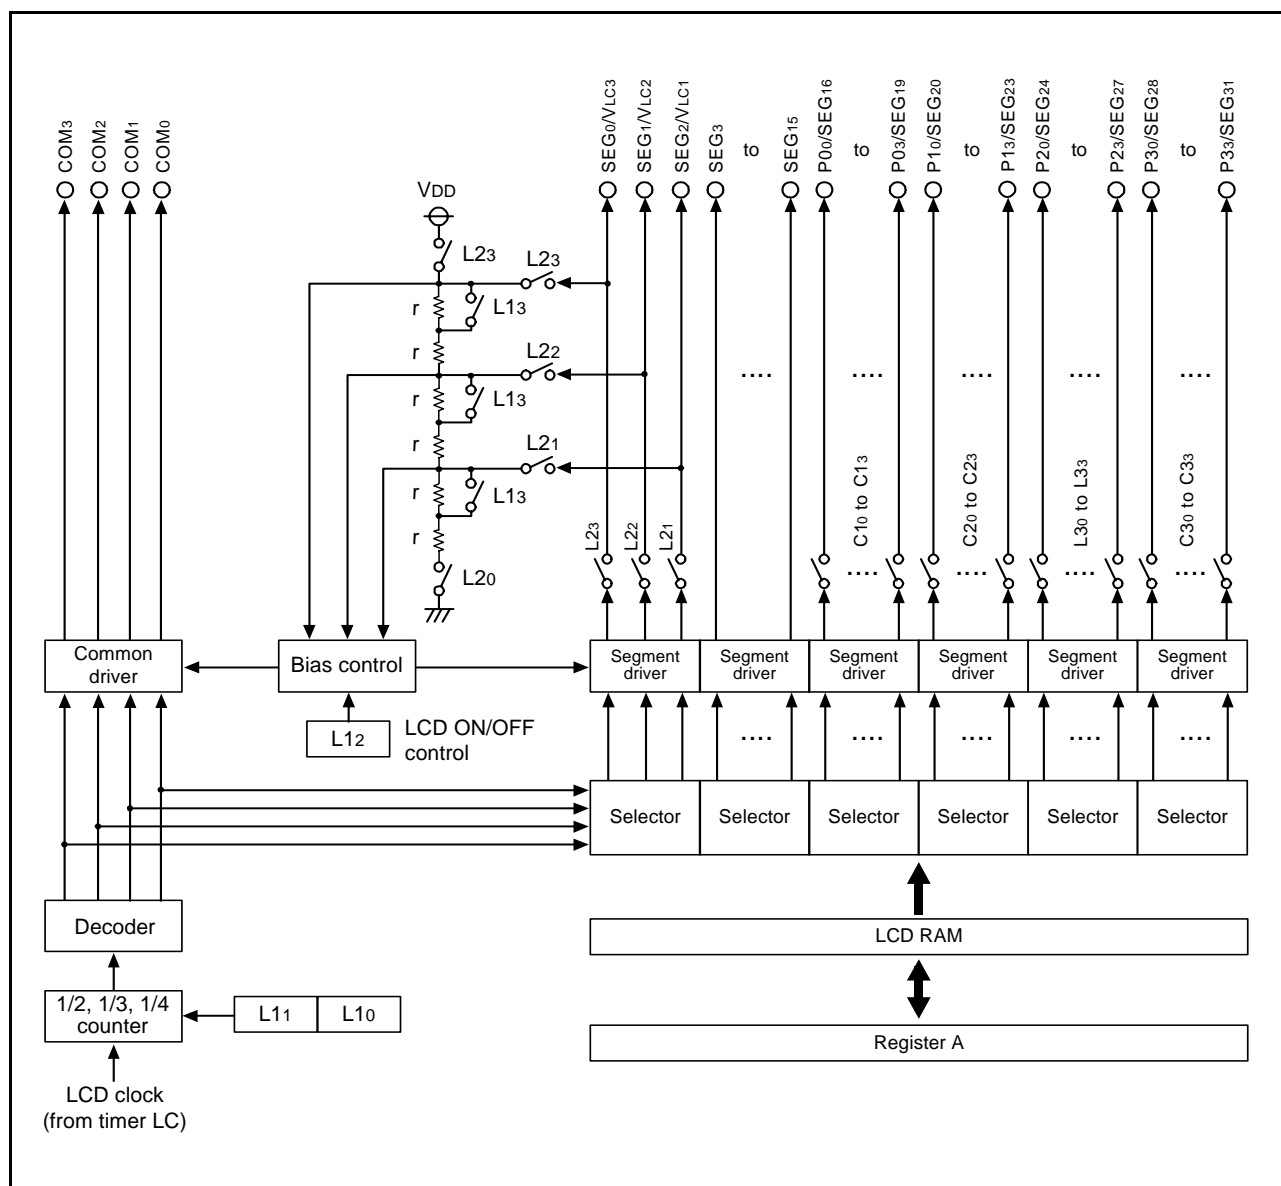 COM3
COM2
COM1
COM0
SEG0/VLC3
SEG1/VLC2
SEG2/VLC1
SEG3
to
SEG15
P00/SEG16
to
P03/SEG19
P10/SEG20
to
P13/SEG23
P20/SEG24
to
P23/SEG27
P30/SEG28
to
P33/SEG31
VDD
L23
L23
r
L13
r
L22
r
L13
r
L21
r
L13
r
L20
....
....
....
....
....
L23
L22
L21
C10 to C13
C20 to C23
L30 to L33
C30 to C33
....
....
....
....
Common
driver
Bias control
Segment
driver
Segment
driver
Segment
driver
Segment
driver
Segment
driver
Segment
driver
L12
LCD ON/OFF
control
....
....
....
....
....
Selector
Selector
Selector
Selector
Selector
Selector
Decoder
LCD RAM
1/2, 1/3, 1/4
counter
L11
L10
Register A
LCD clock
(from timer LC)